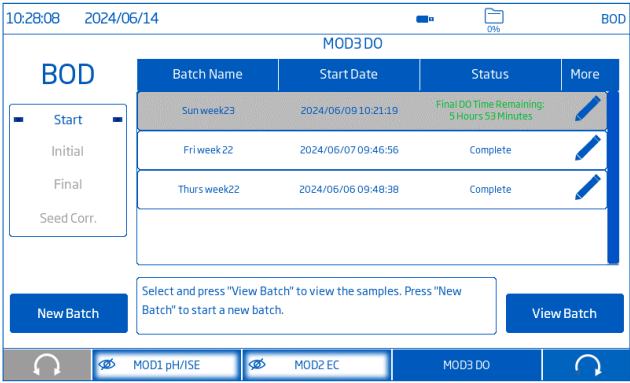 10:28:08 2024/06/14 0% BOD
MOD3 DO
BOD
Batch Name Start Date Status More
Sun week23 2024/06/09 10:21:19 Final DO Time Remaining:
5 Hours 53 Minutes
Fri week 22 2024/06/07 09:46:56 Complete
Thurs week22 2024/06/06 09:48:38 Complete
Start
Initial
Final
Seed Corr.
Select and press "View Batch" to view the samples. Press "New
Batch" to start a new batch.
New Batch
View Batch
MOD1 pH/ISE MOD2 EC MOD3 DO